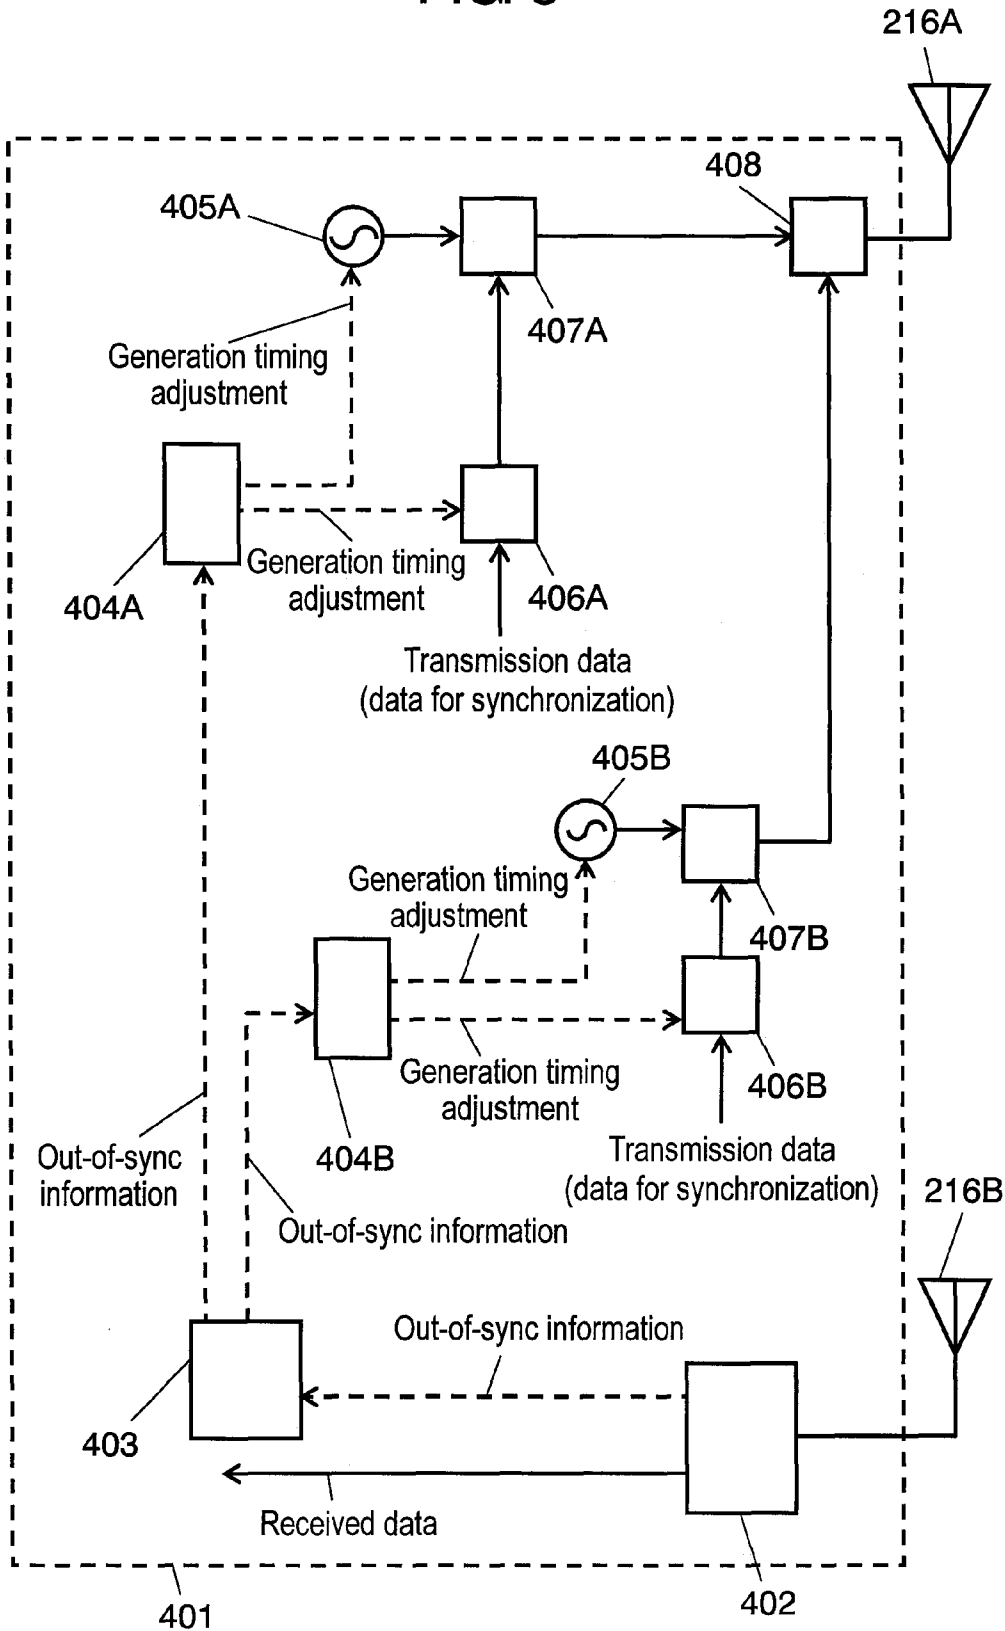 216A
408
405A
407A
Generation timing
adjustment
Generation timing
adjustment
404A
406A
Transmission data
(data for synchronization)
405B
Generation timing
adjustment
407B
Generation timing
adjustment
406B
404B
Out-of-sync
information
Transmission data
(data for synchronization)
216B
Out-of-sync information
Out-of-sync information
403
Received data
402
401